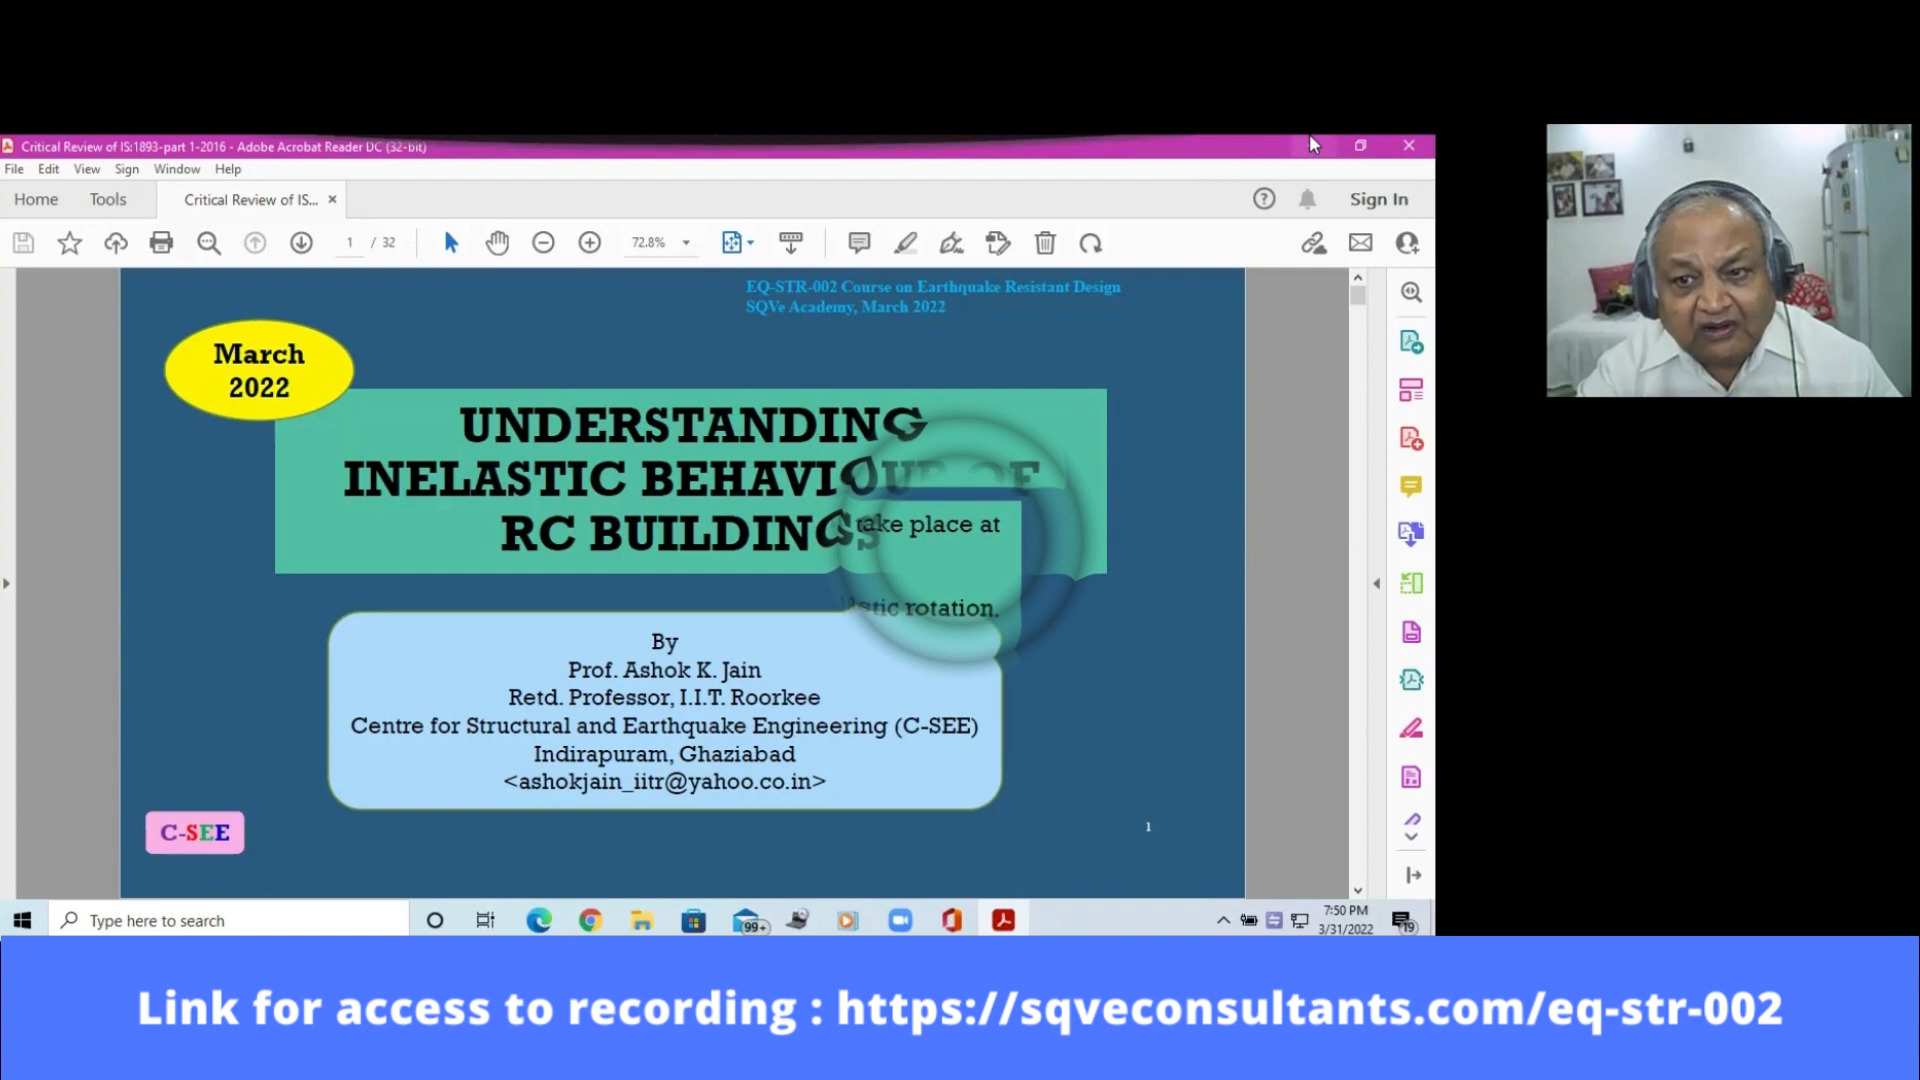 Critical Review of IS:1893-part 1-2016 - Adobe Acrobat Reader DC (32-bit)
File Edit View Window Sign Help
Home Tools Critical Review of IS... × Sign In
1 / 32 72.8%
EQ-STR-002 Course on Earthquake Resistant Design
SQVe Academy, March 2022
March
2022
UNDERSTANDING
INELASTIC BEHAVIOUR OF
RC BUILDINGS
take place at
rotation.
By
Prof. Ashok K. Jain
Retd. Professor, I.I.T. Roorkee
Centre for Structural and Earthquake Engineering (C-SEE)
Indirapuram, Ghaziabad
<ashokjain_iitr@yahoo.co.in>
C-SEE
1
Type here to search
99+
7:50 PM
3/31/2022
19
Link for access to recording : https://sqveconsultants.com/eq-str-002